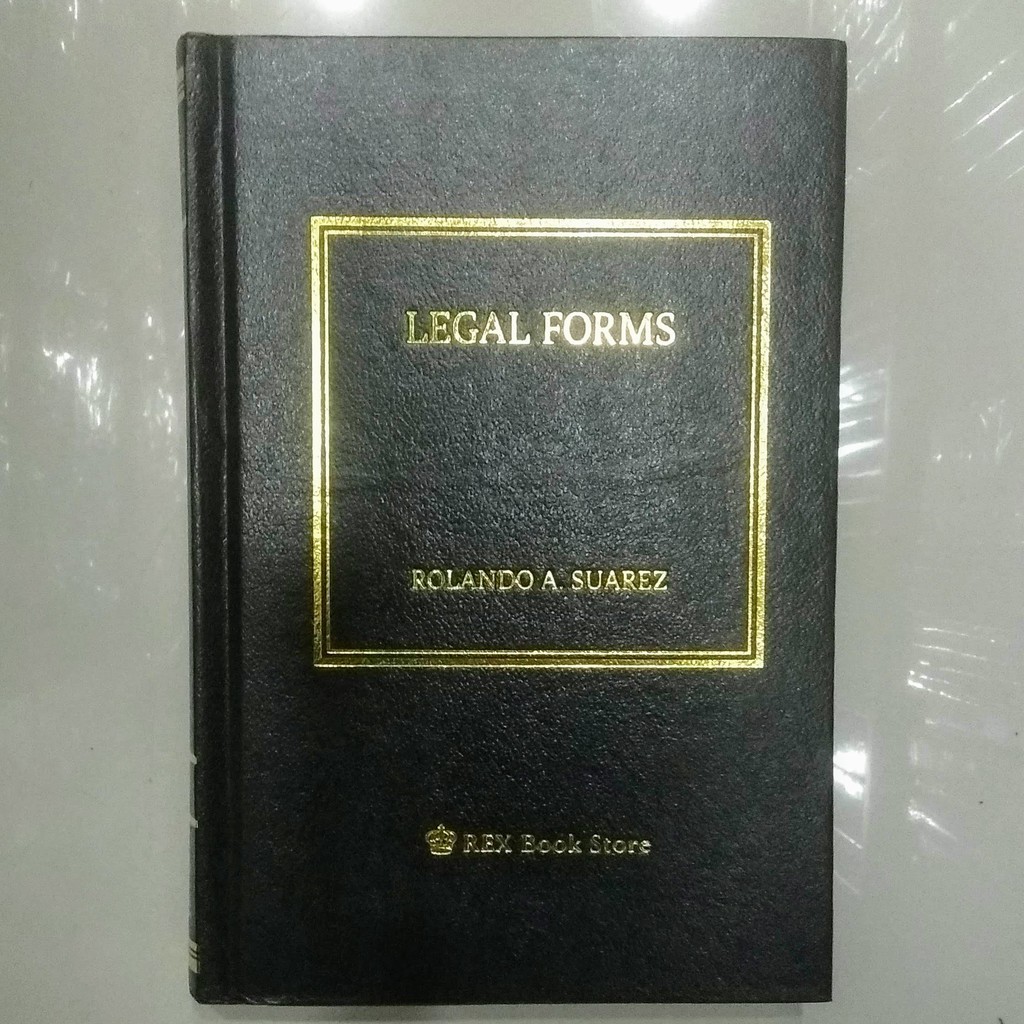 LEGAL FORMS
ROLANDO A. SUAREZ
REX Book Store